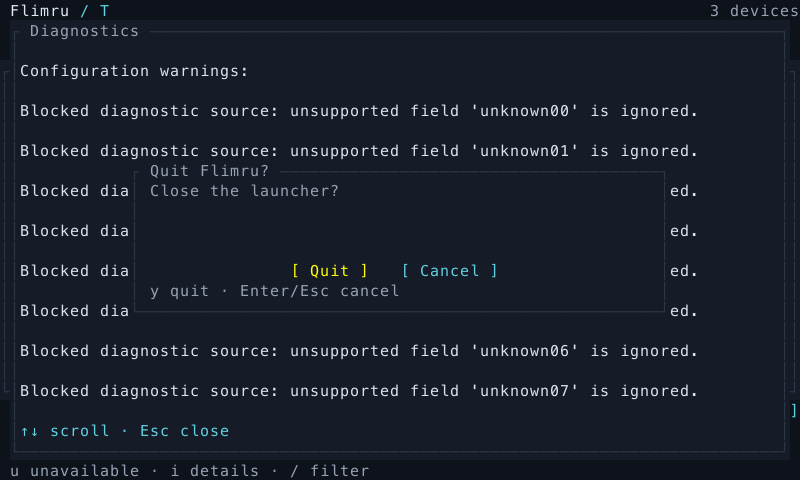 Flimru / T 3 devices
Diagnostics
Configuration warnings:
Blocked diagnostic source: unsupported field 'unknown00' is ignored.
Blocked diagnostic source: unsupported field 'unknown01' is ignored.
Quit Flimru?
Blocked dia Close the launcher? ed.
Blocked dia ed.
Blocked dia [ Quit ] [ Cancel ] ed.
y quit · Enter/Esc cancel
Blocked dia ed.
Blocked diagnostic source: unsupported field 'unknown06' is ignored.
Blocked diagnostic source: unsupported field 'unknown07' is ignored.
]
↑↓ scroll · Esc close
u unavailable · i details · / filter